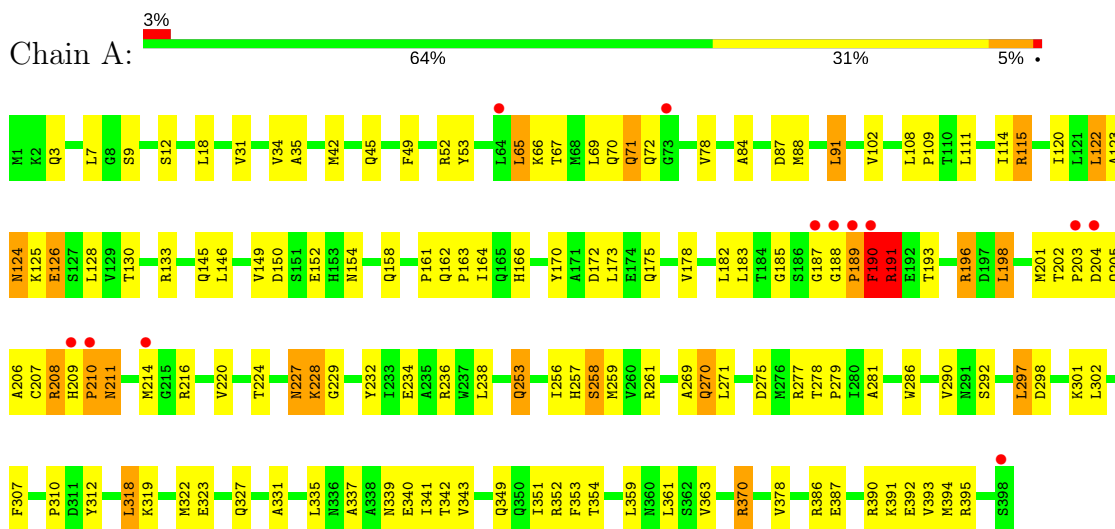 3%
Chain A:
64% 31% 5% •
M1 K2 Q3 L7 G8 S9 S12 L18 V31 V34 A35 M42 Q45 F49 R52 Y53 L64 L65 K66 T67 M68 L69 Q70 Q71 Q72 G73 V78 A84 D87 M88 L91 V102 L108 P109 T110 L111 I114 R115 I120 L121 L122
N124 K125 E126 S127 L128 V129 T130 R133 Q145 L146 V149 D150 S151 E152 H153 N154 Q158 P161 Q162 P163 I164 Q165 H166 Y170 A171 D172 L173 E174 Q175 V178 L182 L183 T184 G185 S186 G187 G188 P189 F190 R191 E192 T193 R196 D197 L198 M201 T202 P203 D204
A206 C207 R208 H209 P210 N211 M214 G215 R216 V220 T224 N227 K228 G229 Y232 I233 E234 A235 R236 W237 L238 Q253 I256 H257 S258 M259 V260 R261 A269 Q270 L271 D275 M276 R277 T278 P279 I280 A281 W286 V290 N291 S292 L297 D298 K301 L302
F307 P310 D311 Y312 L318 K319 M322 E323 Q327 A331 L335 N336 A337 A338 N339 E340 I341 T342 V343 Q349 Q350 I351 R352 F353 T354 L359 N360 L361 S362 V363 R370 V378 R386 E387 R390 K391 E392 V393 M394 R395 S398